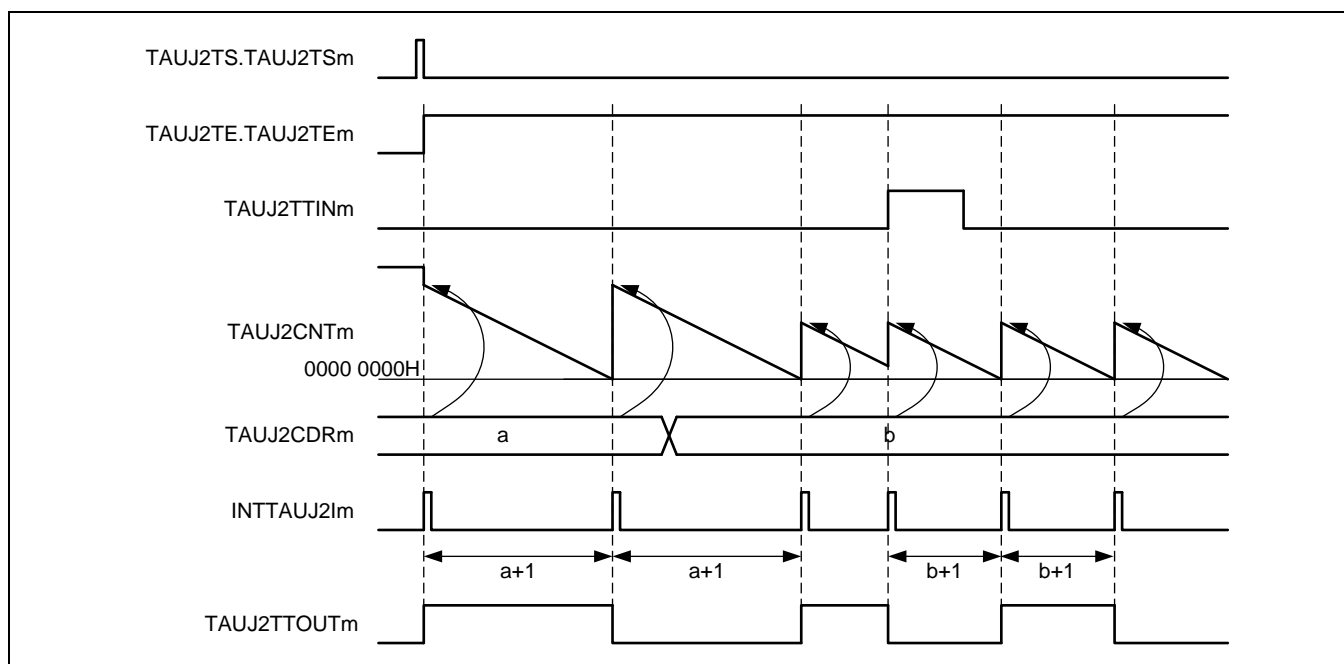 TAUJ2TS.TAUJ2TSm
TAUJ2TE.TAUJ2TEm
TAUJ2TTINm
TAUJ2CNTm
0000 0000H
TAUJ2CDRm
a
b
INTTAUJ2Im
a+1
a+1
b+1
b+1
TAUJ2TTOUTm